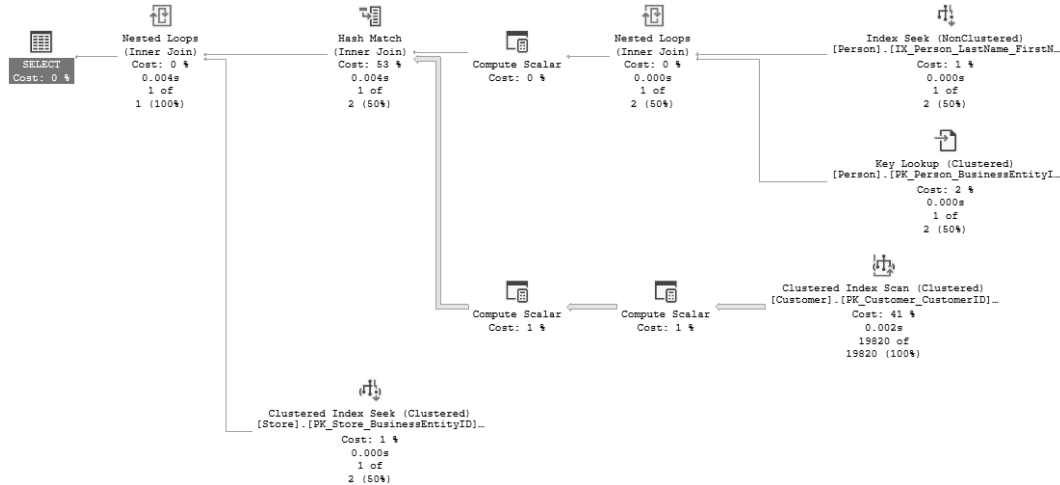 SELECT
Cost: 0 %
Nested Loops
(Inner Join)
Cost: 0 %
0.004s
1 of
1 (100%)
Hash Match
(Inner Join)
Cost: 53 %
0.004s
1 of
2 (50%)
Compute Scalar
Cost: 0 %
Nested Loops
(Inner Join)
Cost: 0 %
0.000s
1 of
2 (50%)
Index Seek (NonClustered)
[Person].[IX_Person_LastName_FirstN…
Cost: 1 %
0.000s
1 of
2 (50%)
Key Lookup (Clustered)
[Person].[PK_Person_BusinessEntityI…
Cost: 2 %
0.000s
1 of
2 (50%)
Compute Scalar
Cost: 1 %
Compute Scalar
Cost: 1 %
Clustered Index Scan (Clustered)
[Customer].[PK_Customer_CustomerID]…
Cost: 41 %
0.002s
19820 of
19820 (100%)
Clustered Index Seek (Clustered)
[Store].[PK_Store_BusinessEntityID]…
Cost: 1 %
0.000s
1 of
2 (50%)